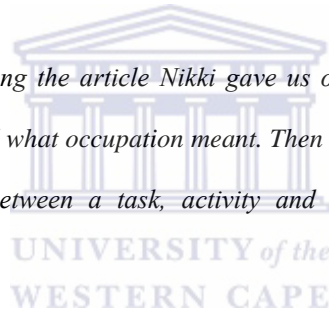 ng the article Nikki gave us o
what occupation meant. Then
etween a task, activity and
UNIVERSITY of the
WESTERN CAPE